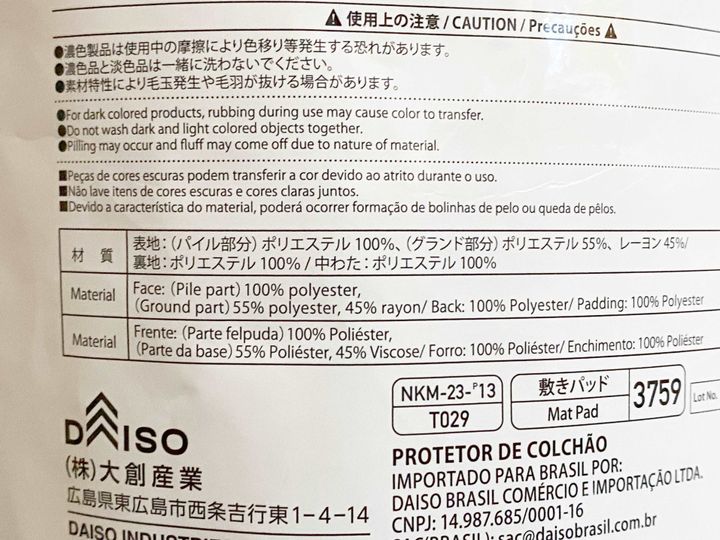 ⚠ 使用上の注意 / CAUTION / Precauções ⚠
●濃色製品は使用中の摩擦により色移り等発生する恐れがあります。
●濃色品と淡色品は一緒に洗わないでください。
●素材特性により毛玉発生や毛羽が抜ける場合があります。
●For dark colored products, rubbing during use may cause color to transfer.
●Do not wash dark and light colored objects together.
●Pilling may occur and fluff may come off due to nature of material.
■Peças de cores escuras podem transferir a cor devido ao atrito durante o uso.
■Não lave itens de cores escuras e cores claras juntos.
■Devido a característica do material, poderá ocorrer formação de bolinhas de pelo ou queda de pêlos.
材 質
表地:(パイル部分) ポリエステル 100%、(グランド部分) ポリエステル 55%、レーヨン 45%/
裏地:ポリエステル 100% / 中わた:ポリエステル 100%
Material
Face: (Pile part) 100% polyester,
(Ground part) 55% polyester, 45% rayon/ Back: 100% Polyester/ Padding: 100% Polyester
Material
Frente: (Parte felpuda) 100% Poliéster,
(Parte da base) 55% Poliéster, 45% Viscose/ Forro: 100% Poliéster/ Enchimento: 100% Poliéster
NKM-23-P13
T029
敷きパッド
Mat Pad
3759
Lot No.
DAISO
(株)大創産業
広島県東広島市西条吉行東1-4-14
DAISO INDUSTRIE
PROTETOR DE COLCHÃO
IMPORTADO PARA BRASIL POR:
DAISO BRASIL COMÉRCIO E IMPORTAÇÃO LTDA.
CNPJ: 14.987.685/0001-16
SAC(BRASIL): sac@daisobrasil.com.br